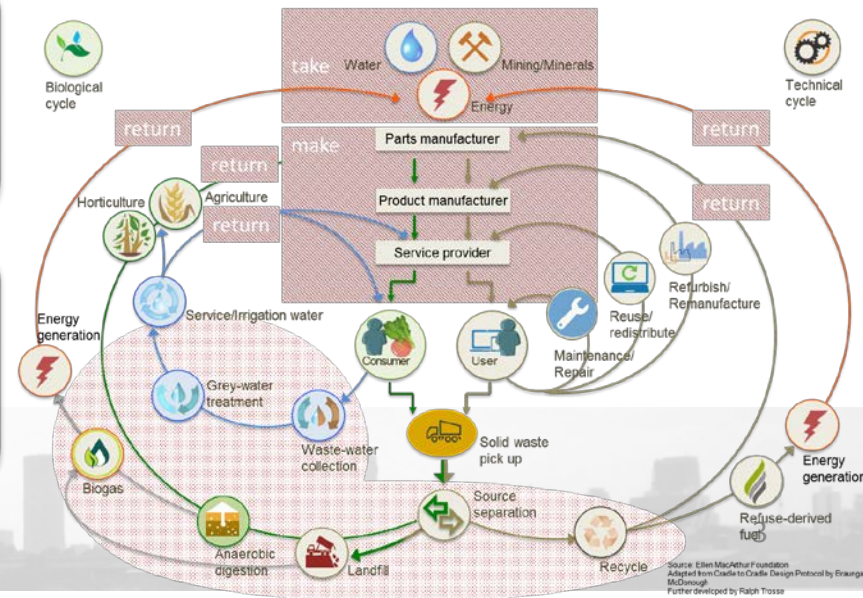 take
Water
Mining/Minerals
Energy
Biological
cycle
Technical
cycle
return
return
make
Parts manufacturer
return
return
Horticulture
Agriculture
Product manufacturer
return
Service provider
Refurbish/
Remanufacture
Service/Irrigation water
Reuse/
redistribute
Energy
generation
Consumer
User
Maintenance/
Repair
Grey-water
treatment
Waste-water
collection
Solid waste
pick up
Energy
generation
Biogas
Source
separation
Refuse-derived
fuel
Anaerobic
digestion
Landfill
Recycle
Source: Ellen MacArthur Foundation
Adapted from Cradle to Cradle Design Protocol by
McDonough
Further developed by Ralph Trosse